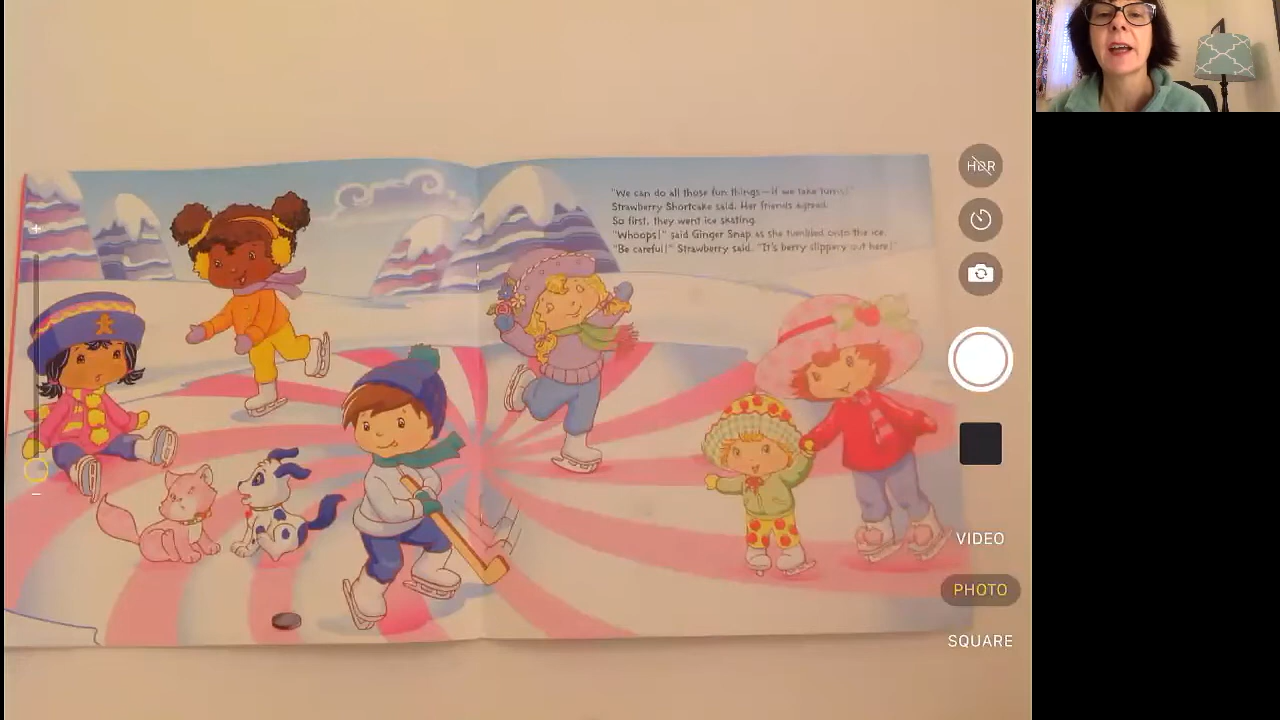 "We can do all those fun things—if we take turns!"
Strawberry Shortcake said. Her friends agreed.
So first, they went ice skating.
"Whoops!" said Ginger Snap as she tumbled onto the ice.
"Be careful!" Strawberry said. "It's berry slippery out here!"
HDR
VIDEO
PHOTO
SQUARE